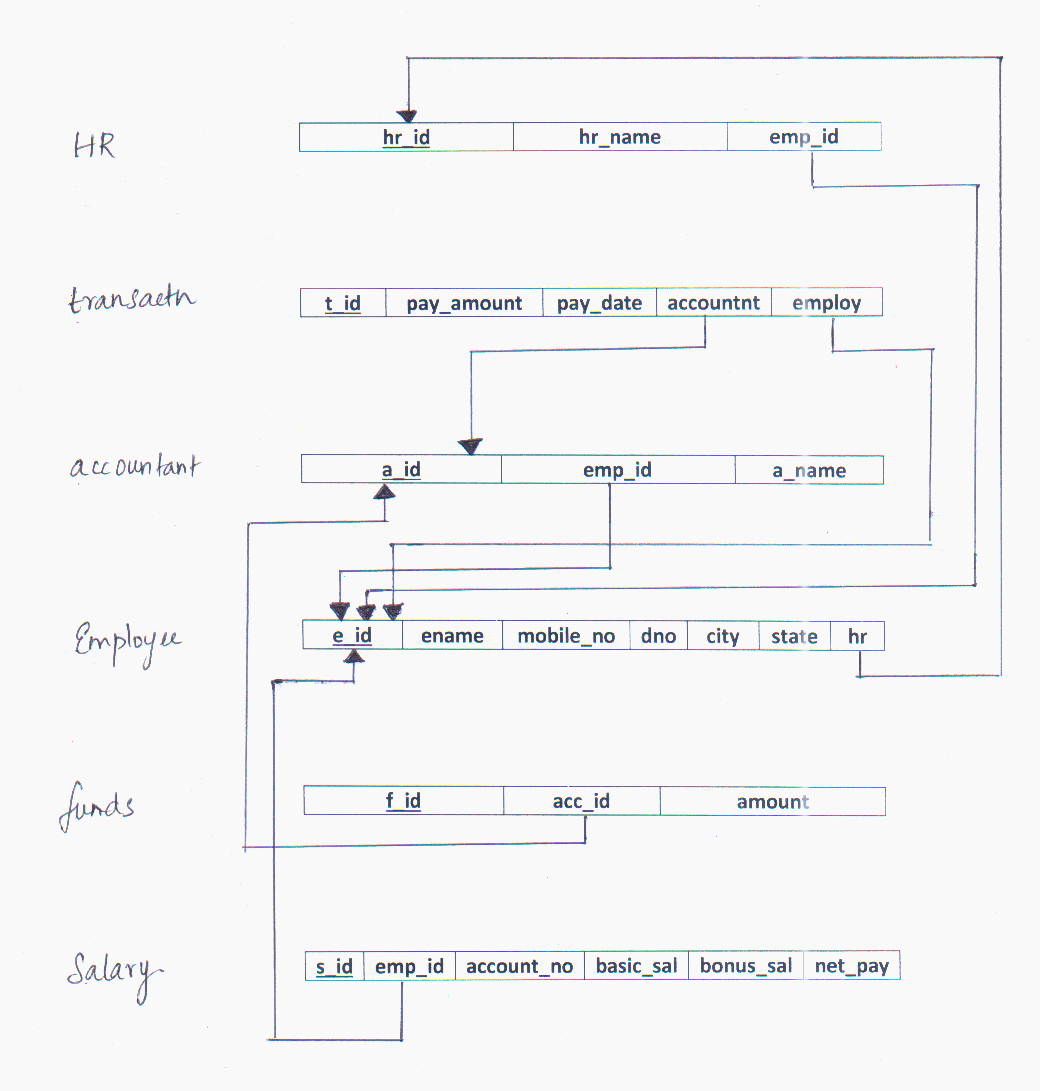 HR
hr_id hr_name emp_id
transactn
t_id pay_amount pay_date accountnt employ
accountant
a_id emp_id a_name
Employee
e_id ename mobile_no dno city state hr
funds
f_id acc_id amount
Salary
s_id emp_id account_no basic_sal bonus_sal net_pay